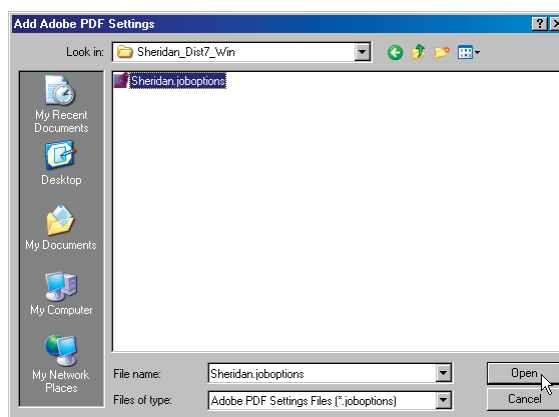 Add Adobe PDF Settings
Look in: Sheridan_Dist7_Win
Sheridan.joboptions
My Recent
Documents
Desktop
My Documents
My Computer
My Network
Places
File name: Sheridan.joboptions Open
Files of type: Adobe PDF Settings Files (*.joboptions) Cancel